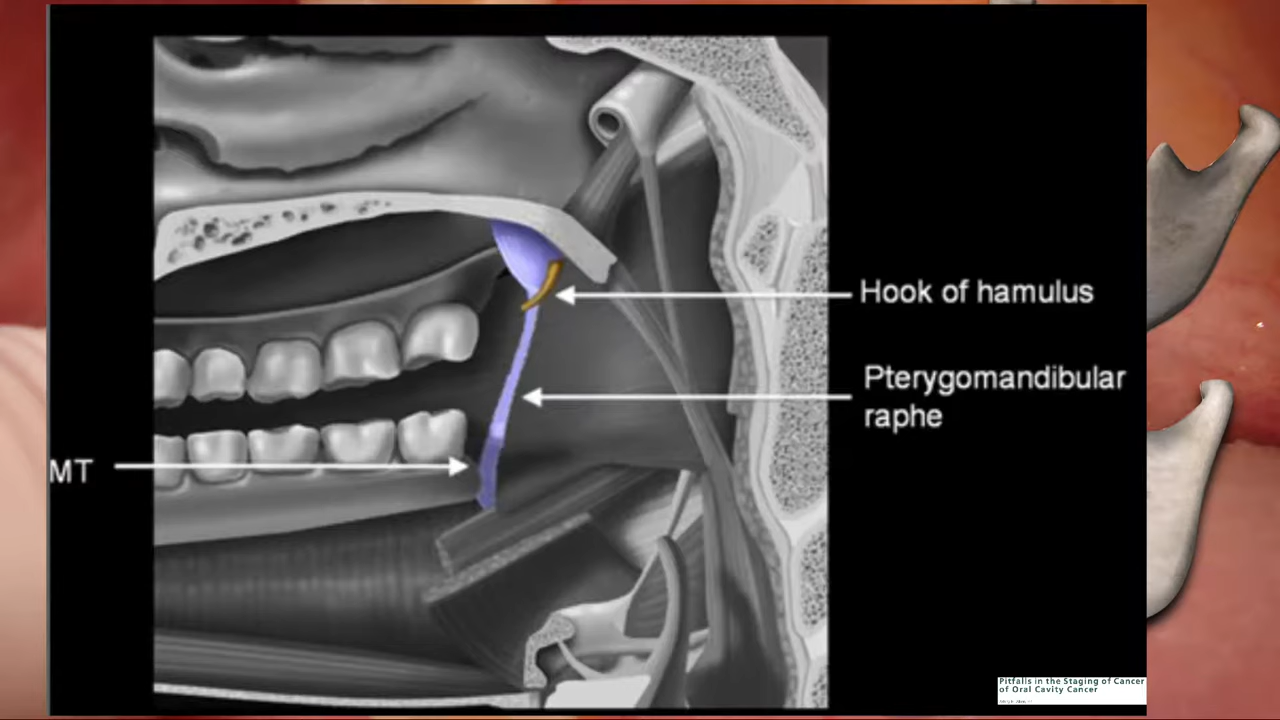 Hook of hamulus
Pterygomandibular
raphe
MT
Pitfalls in the Staging of Cancer
of Oral Cavity Cancer